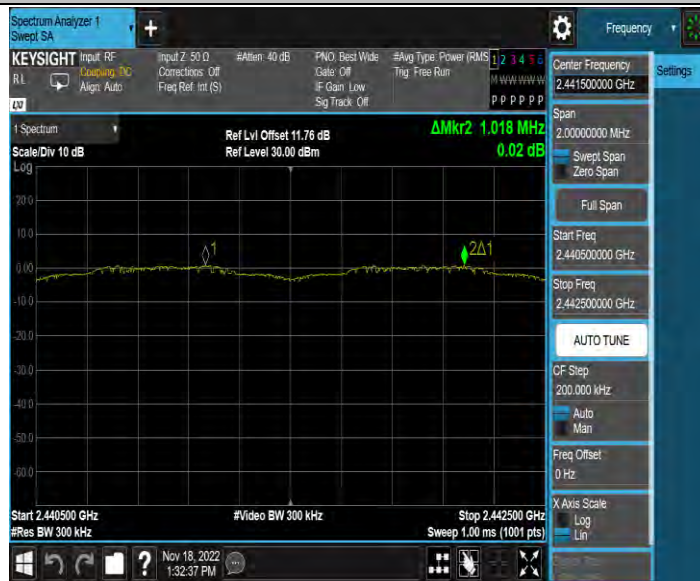 Spectrum Analyzer 1
Swept SA
+
Frequency
KEYSIGHT
RL
LXI
Input: RF
Coupling: DC
Align: Auto
Input Z: 50 Ω
Corrections: Off
Freq Ref: Int (S)
#Atten: 40 dB
PNO: Best Wide
Gate: Off
IF Gain: Low
Sig Track: Off
#Avg Type: Power (RMS
Trig: Free Run
1 2 3 4 5 6
M W W W W W
P P P P P P
Center Frequency
2.441500000 GHz
Settings
Span
2.00000000 MHz
Swept Span
Zero Span
Full Span
Start Freq
2.440500000 GHz
Stop Freq
2.442500000 GHz
AUTO TUNE
CF Step
200.000 kHz
Auto
Man
Freq Offset
0 Hz
X Axis Scale
Log
Lin
1 Spectrum
Scale/Div 10 dB
Ref Lvl Offset 11.76 dB
Ref Level 30.00 dBm
ΔMkr2 1.018 MHz
0.02 dB
Log
20.0
10.0
0.00
-10.0
-20.0
-30.0
-40.0
-50.0
-60.0
1
2Δ1
Start 2.440500 GHz
#Res BW 300 kHz
#Video BW 300 kHz
Stop 2.442500 GHz
Sweep 1.00 ms (1001 pts)
?
Nov 18, 2022
1:32:37 PM